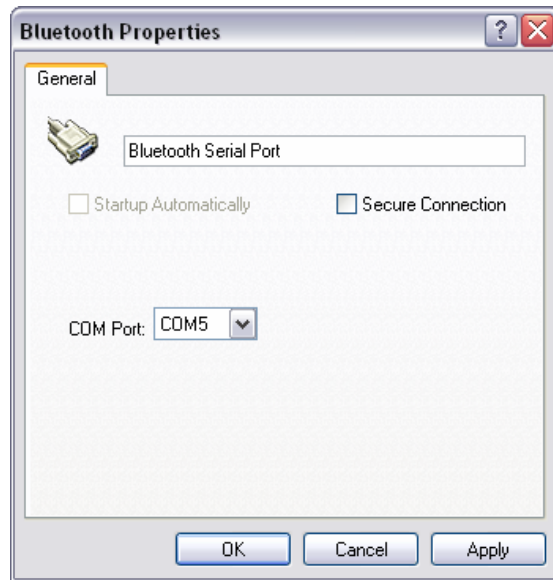 Bluetooth Properties
?
General
Bluetooth Serial Port
Startup Automatically
Secure Connection
COM Port: COM5
OK Cancel Apply